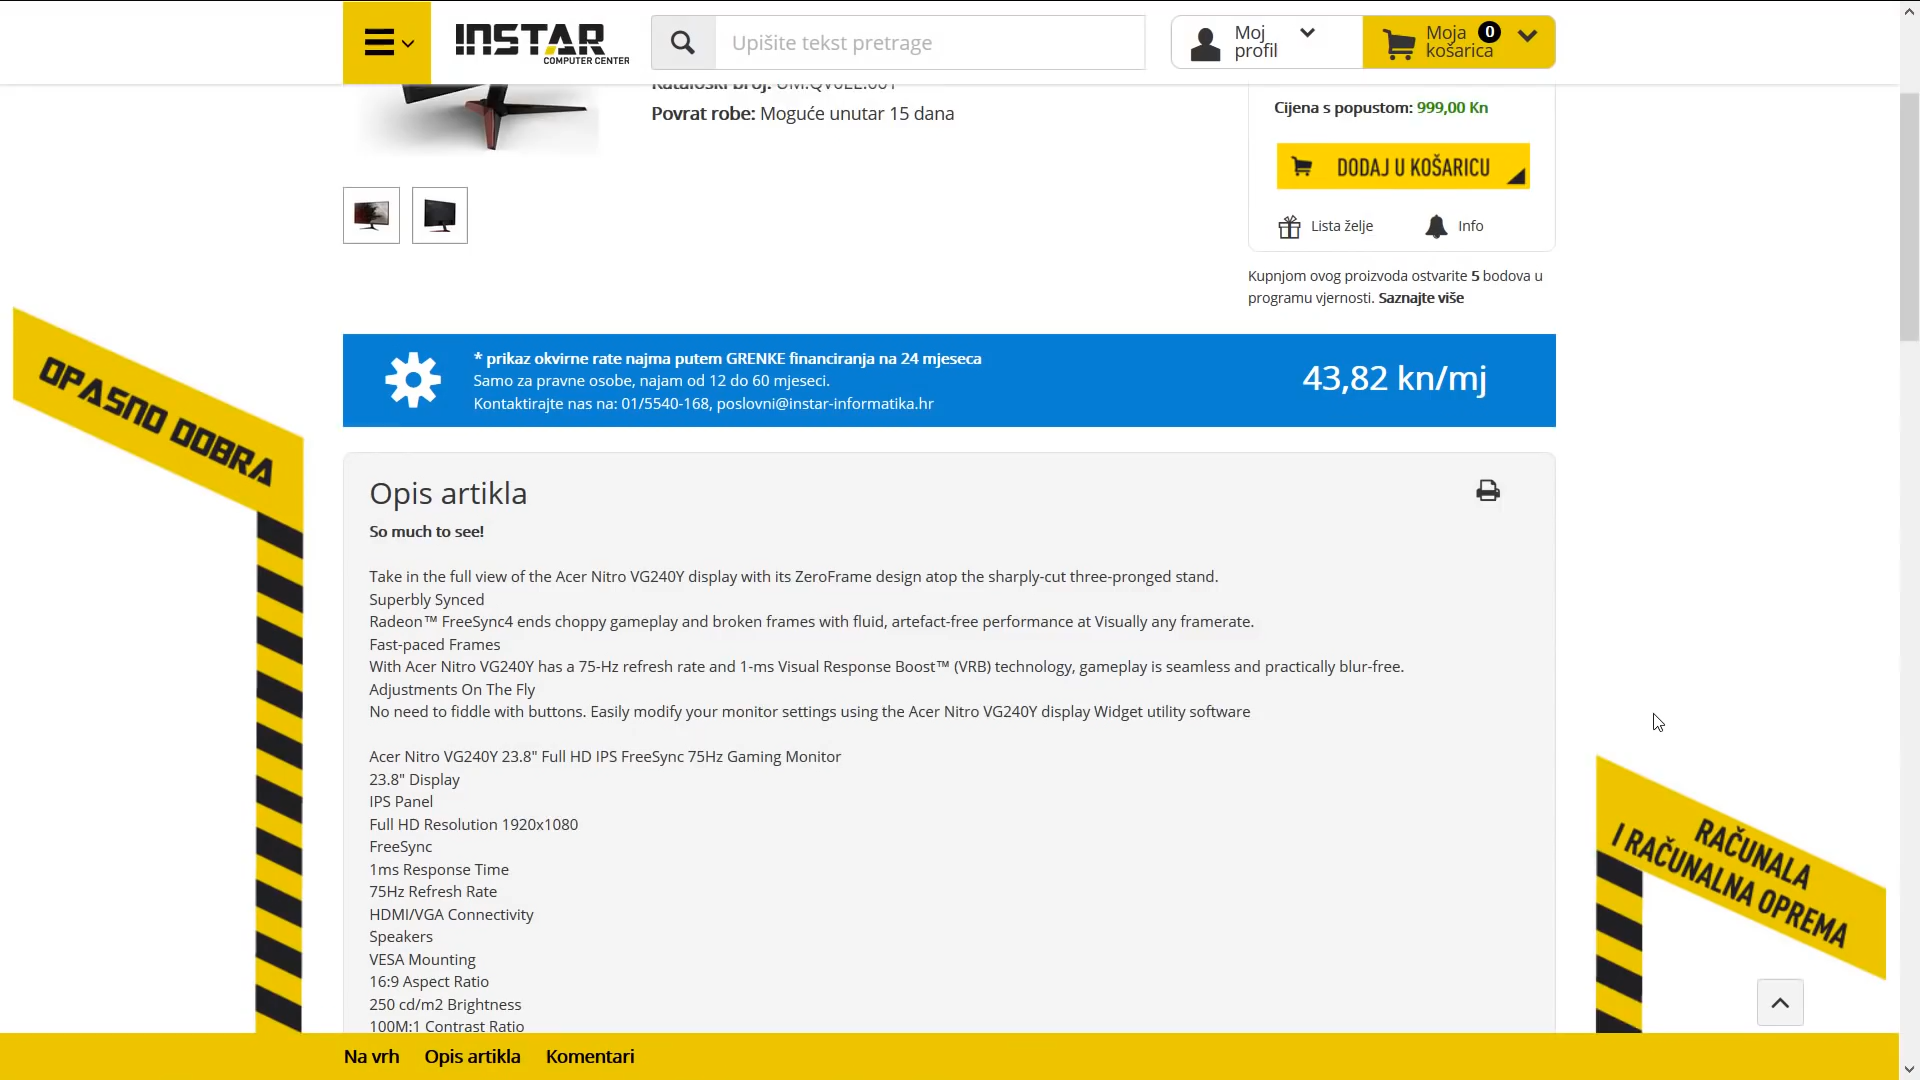 INSTAR
COMPUTER CENTER
Upišite tekst pretrage
Moj
profil
Moja 0
košarica
Kataloški broj: UM.QV6EE.001
Povrat robe: Moguće unutar 15 dana
Cijena s popustom: 999,00 Kn
DODAJ U KOŠARICU
Lista želje
Info
Kupnjom ovog proizvoda ostvarite 5 bodova u
programu vjernosti. Saznajte više
* prikaz okvirne rate najma putem GRENKE financiranja na 24 mjeseca
Samo za pravne osobe, najam od 12 do 60 mjeseci.
Kontaktirajte nas na: 01/5540-168, poslovni@instar-informatika.hr
43,82 kn/mj
OPASNO DOBRA
Opis artikla
So much to see!
Take in the full view of the Acer Nitro VG240Y display with its ZeroFrame design atop the sharply-cut three-pronged stand.
Superbly Synced
Radeon™ FreeSync4 ends choppy gameplay and broken frames with fluid, artefact-free performance at Visually any framerate.
Fast-paced Frames
With Acer Nitro VG240Y has a 75-Hz refresh rate and 1-ms Visual Response Boost™ (VRB) technology, gameplay is seamless and practically blur-free.
Adjustments On The Fly
No need to fiddle with buttons. Easily modify your monitor settings using the Acer Nitro VG240Y display Widget utility software
Acer Nitro VG240Y 23.8" Full HD IPS FreeSync 75Hz Gaming Monitor
23.8" Display
IPS Panel
Full HD Resolution 1920x1080
FreeSync
1ms Response Time
75Hz Refresh Rate
HDMI/VGA Connectivity
Speakers
VESA Mounting
16:9 Aspect Ratio
250 cd/m2 Brightness
100M:1 Contrast Ratio
RAČUNALA
I RAČUNALNA OPREMA
Na vrh
Opis artikla
Komentari